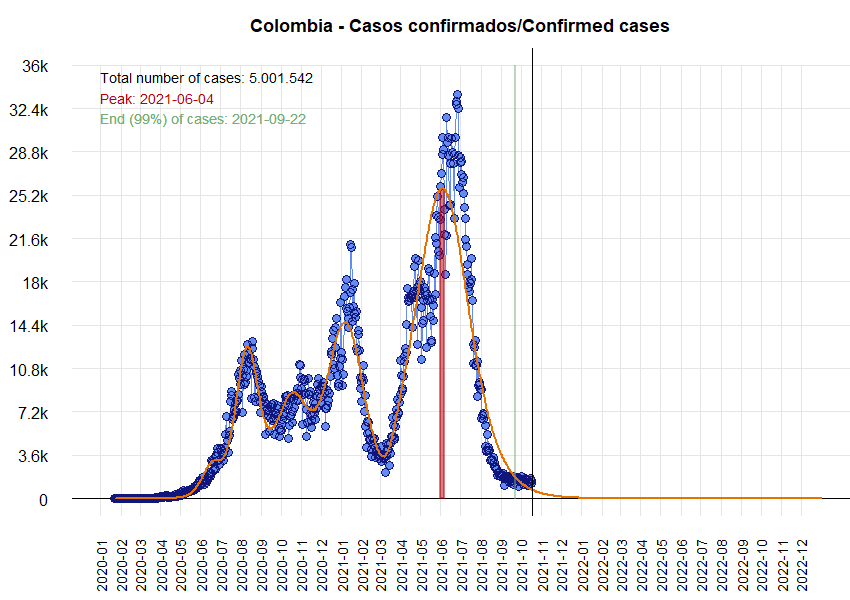 Colombia - Casos confirmados/Confirmed cases
Total number of cases: 5.001.542
Peak: 2021-06-04
End (99%) of cases: 2021-09-22
36k
32.4k
28.8k
25.2k
21.6k
18k
14.4k
10.8k
7.2k
3.6k
0
2020-01
2020-02
2020-03
2020-04
2020-05
2020-06
2020-07
2020-08
2020-09
2020-10
2020-11
2020-12
2021-01
2021-02
2021-03
2021-04
2021-05
2021-06
2021-07
2021-08
2021-09
2021-10
2021-11
2021-12
2022-01
2022-02
2022-03
2022-04
2022-05
2022-06
2022-07
2022-08
2022-09
2022-10
2022-11
2022-12